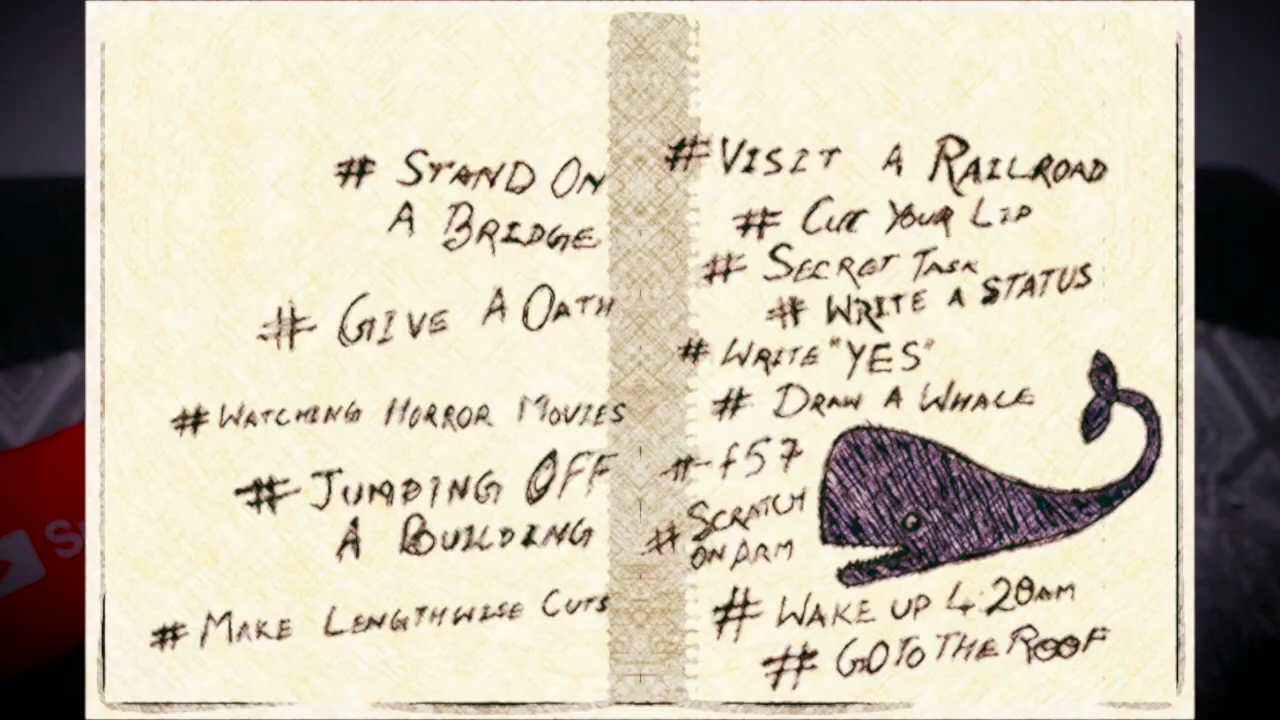 # STAND ON
A BRIDGE
# GIVE A OATH
# WATCHING HORROR MOVIES
# JUMPING OFF
A BUILDING
# MAKE LENGTHWISE CUTS
# VISIT A RAILROAD
# CUT YOUR LIP
# SECRET TASK
# WRITE A STATUS
# WRITE "YES"
# DRAW A WHALE
# f57
# SCRATCH
ON ARM
# WAKE UP 4:20AM
# GO TO THE ROOF